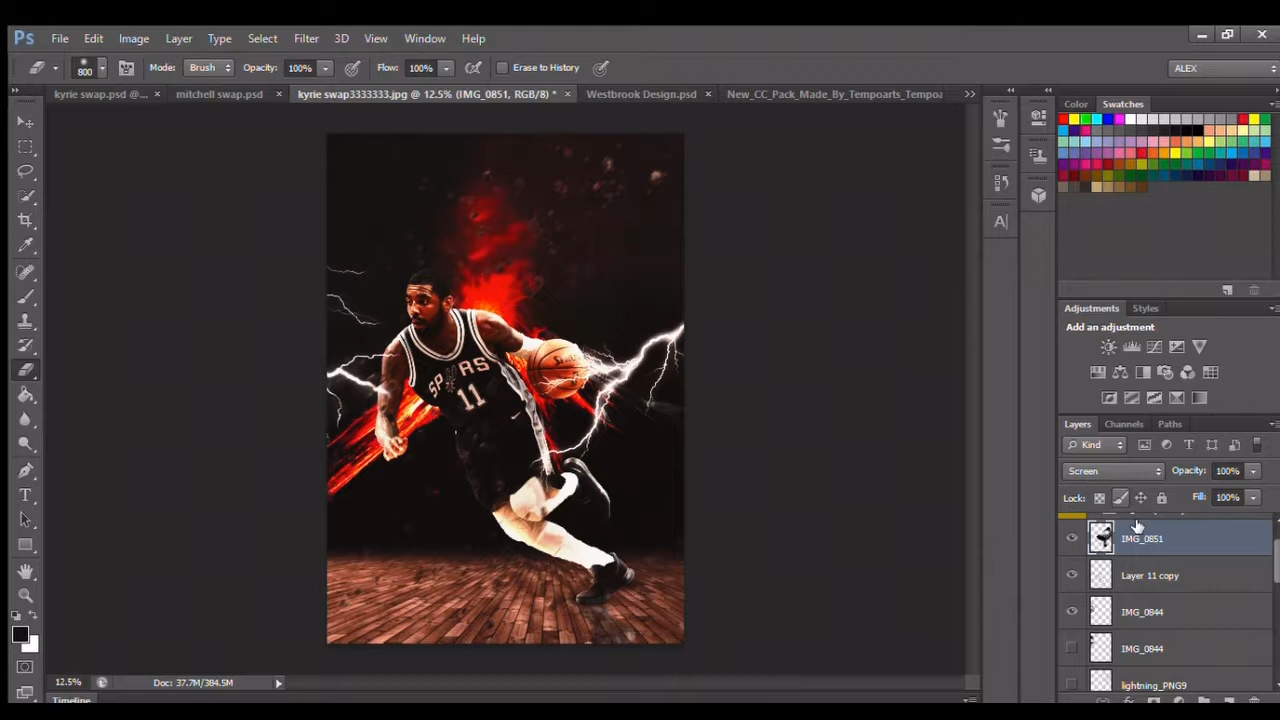 Ps File Edit Image Layer Type Select Filter 3D View Window Help
800 Mode: Brush Opacity: 100% Flow: 100% Erase to History ALEX
kyrie swap.psd @... × mitchell swap.psd × kyrie swap3333333.jpg @ 12.5% (IMG_0851, RGB/8) * × Westbrook Design.psd × New_CC_Pack_Made_By_Tempoarts_Tempoa
Color Swatches
SPURS
11
Adjustments Styles
Add an adjustment
Layers Channels Paths
Kind
Screen Opacity: 100%
Lock: Fill: 100%
IMG_0851
Layer 11 copy
IMG_0844
IMG_0844
lightning_PNG9
12.5% Doc: 37.7M/384.5M
Timeline